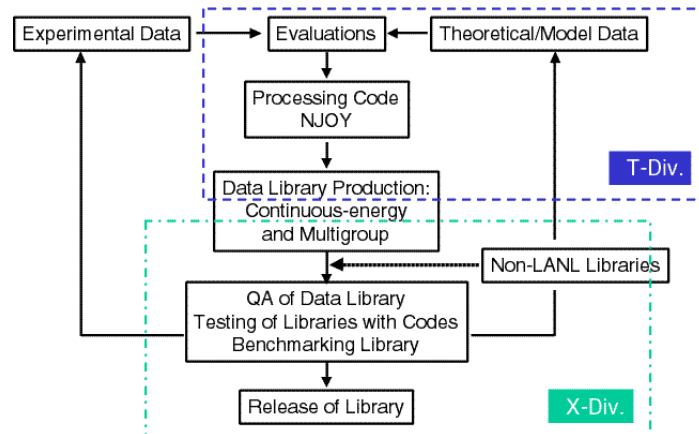 Experimental Data
Evaluations
Theoretical/Model Data
Processing Code
NJOY
T-Div.
Data Library Production:
Continuous-energy
and Multigroup
Non-LANL Libraries
QA of Data Library
Testing of Libraries with Codes
Benchmarking Library
Release of Library
X-Div.